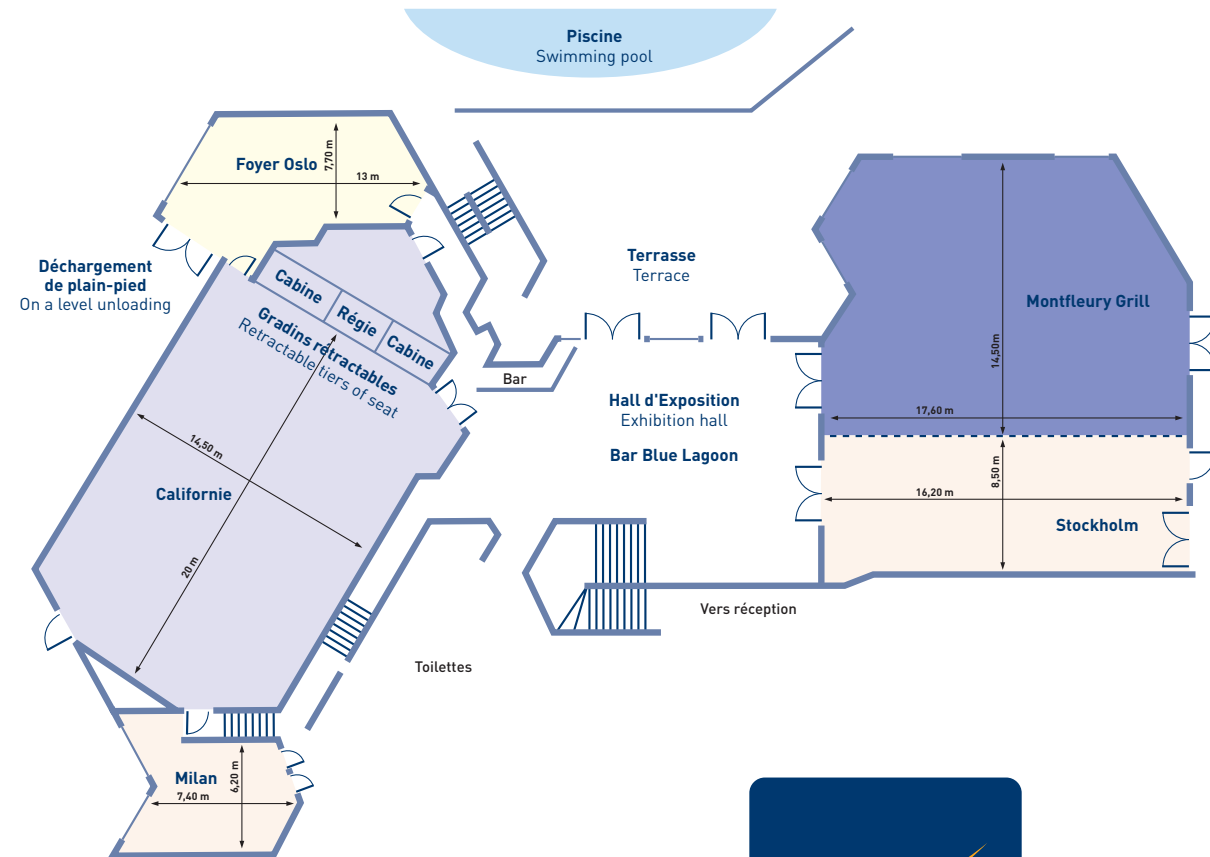 Piscine
Swimming pool
Foyer Oslo
7,70 m
13 m
Déchargement
de plain-pied
On a level unloading
Cabine
Régie
Cabine
Gradins rétractables
Retractable tiers of seat
Terrasse
Terrace
Montfleury Grill
14,50m
17,60 m
Bar
Hall d'Exposition
Exhibition hall
Bar Blue Lagoon
14,50 m
Californie
20 m
8,50 m
16,20 m
Stockholm
Vers réception
Toilettes
Milan
6,20 m
7,40 m